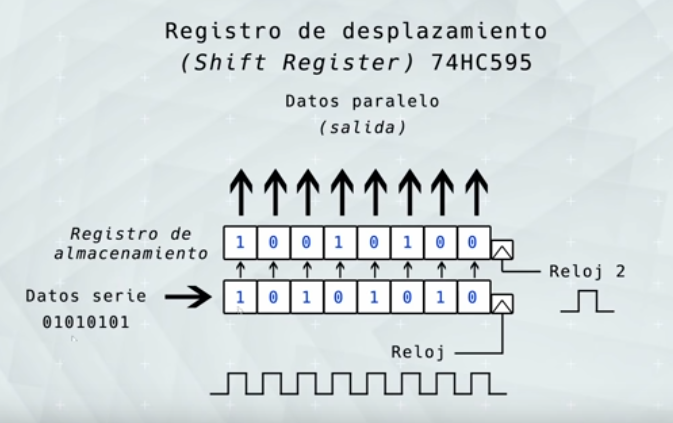 Registro de desplazamiento
(Shift Register) 74HC595
Datos paralelo
(salida)
Registro de
almacenamiento
1 0 0 1 0 1 0 0
Reloj 2
Datos serie
01010101
1 0 1 0 1 0 1 0
Reloj